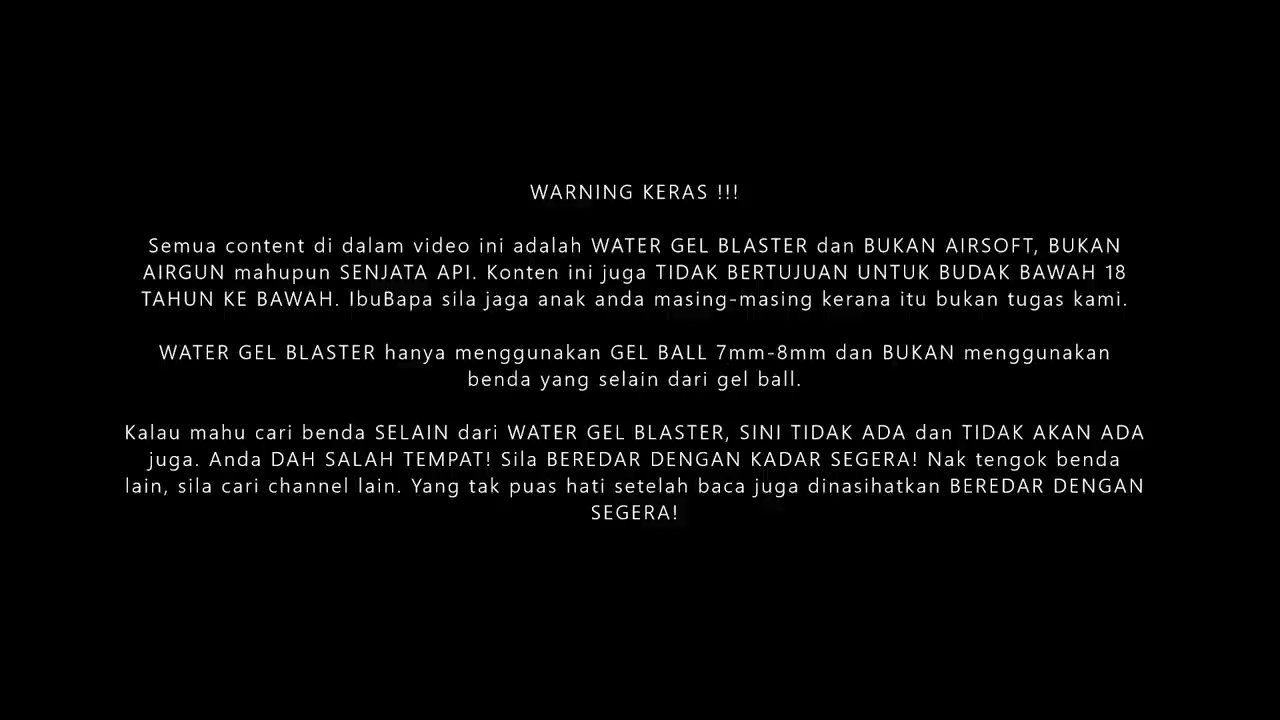 WARNING KERAS !!!
Semua content di dalam video ini adalah WATER GEL BLASTER dan BUKAN AIRSOFT, BUKAN
AIRGUN mahupun SENJATA API. Konten ini juga TIDAK BERTUJUAN UNTUK BUDAK BAWAH 18
TAHUN KE BAWAH. IbuBapa sila jaga anak anda masing-masing kerana itu bukan tugas kami.
WATER GEL BLASTER hanya menggunakan GEL BALL 7mm-8mm dan BUKAN menggunakan
benda yang selain dari gel ball.
Kalau mahu cari benda SELAIN dari WATER GEL BLASTER, SINI TIDAK ADA dan TIDAK AKAN ADA
juga. Anda DAH SALAH TEMPAT! Sila BEREDAR DENGAN KADAR SEGERA! Nak tengok benda
lain, sila cari channel lain. Yang tak puas hati setelah baca juga dinasihatkan BEREDAR DENGAN
SEGERA!